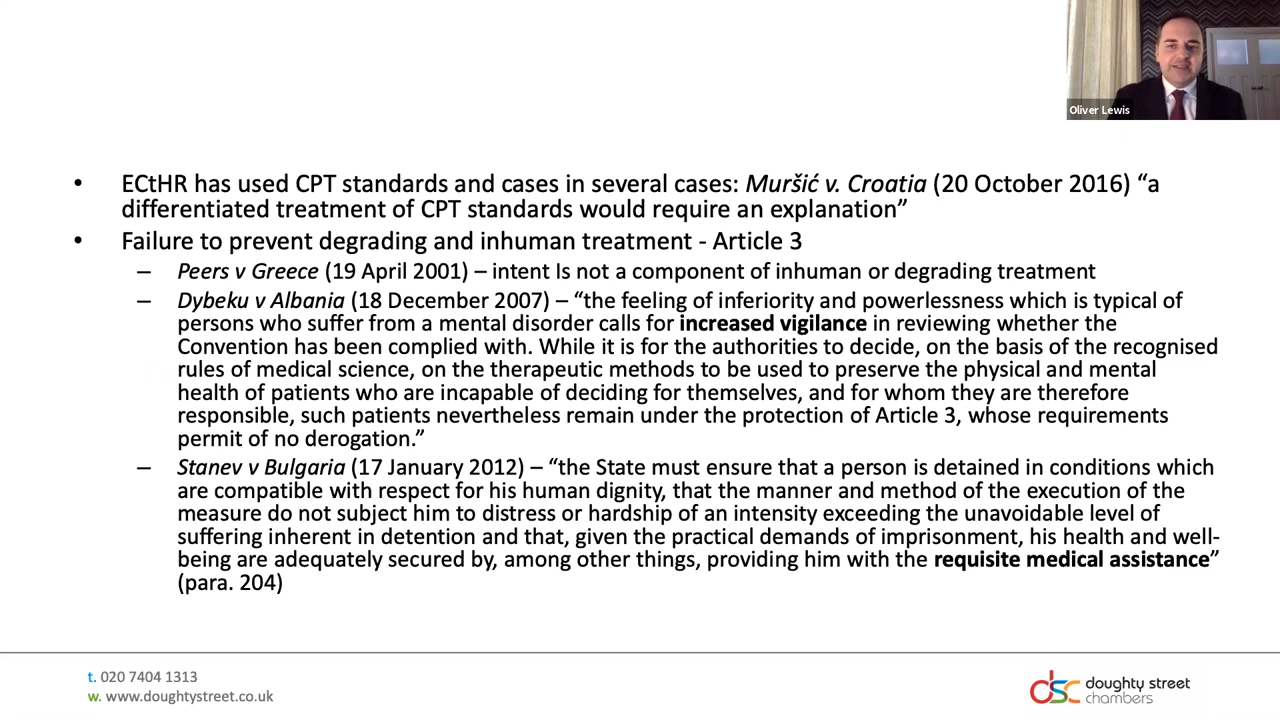 Oliver Lewis
• ECtHR has used CPT standards and cases in several cases: Muršić v. Croatia (20 October 2016) “a
differentiated treatment of CPT standards would require an explanation”
• Failure to prevent degrading and inhuman treatment - Article 3
– Peers v Greece (19 April 2001) – intent Is not a component of inhuman or degrading treatment
– Dybeku v Albania (18 December 2007) – “the feeling of inferiority and powerlessness which is typical of
persons who suffer from a mental disorder calls for increased vigilance in reviewing whether the
Convention has been complied with. While it is for the authorities to decide, on the basis of the recognised
rules of medical science, on the therapeutic methods to be used to preserve the physical and mental
health of patients who are incapable of deciding for themselves, and for whom they are therefore
responsible, such patients nevertheless remain under the protection of Article 3, whose requirements
permit of no derogation.”
– Stanev v Bulgaria (17 January 2012) – “the State must ensure that a person is detained in conditions which
are compatible with respect for his human dignity, that the manner and method of the execution of the
measure do not subject him to distress or hardship of an intensity exceeding the unavoidable level of
suffering inherent in detention and that, given the practical demands of imprisonment, his health and well-
being are adequately secured by, among other things, providing him with the requisite medical assistance”
(para. 204)
t. 020 7404 1313
w. www.doughtystreet.co.uk
dsc doughty street
chambers